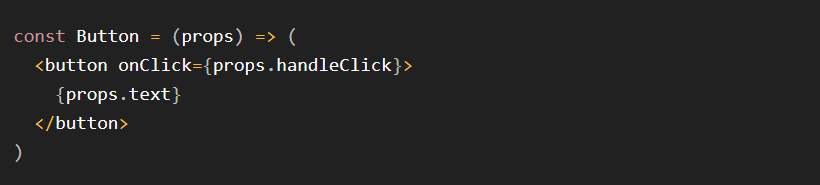 const Button = (props) => (
  <button onClick={props.handleClick}>
    {props.text}
  </button>
)